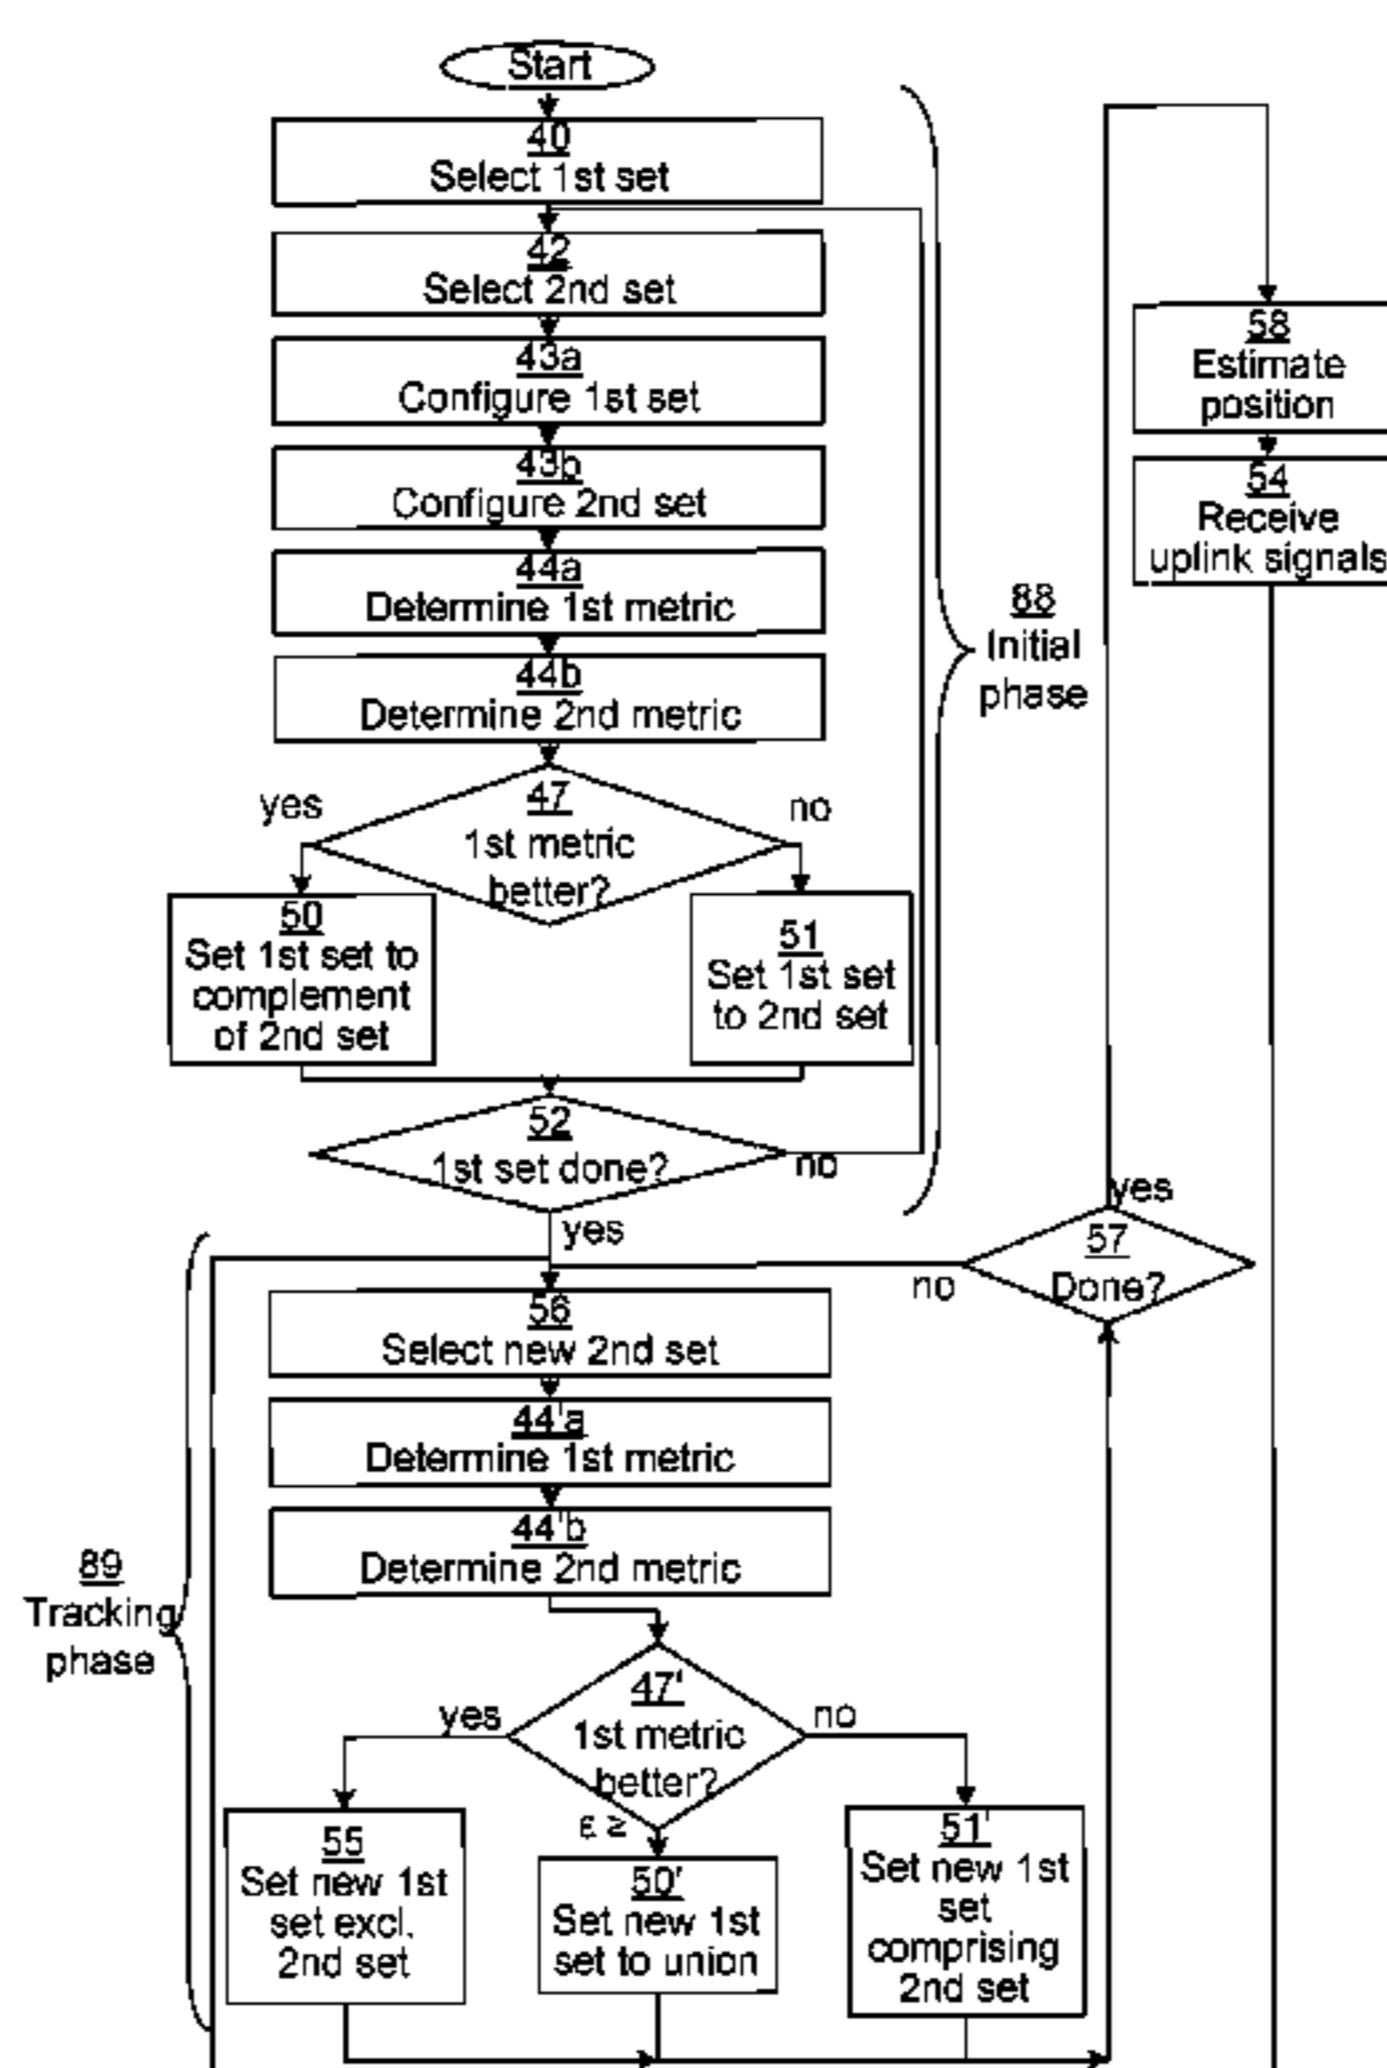 Start
40
Select 1st set
42
Select 2nd set
43a
Configure 1st set
43b
Configure 2nd set
44a
Determine 1st metric
44b
Determine 2nd metric
88
Initial
phase
yes
47
1st metric
better?
no
50
Set 1st set to
complement
of 2nd set
51
Set 1st set
to 2nd set
52
1st set done?
no
yes
58
Estimate
position
54
Receive
uplink signals
yes
57
Done?
no
56
Select new 2nd set
44'a
Determine 1st metric
44'b
Determine 2nd metric
89
Tracking
phase
yes
47'
1st metric
better?
no
ε ≥
55
Set new 1st
set excl.
2nd set
50'
Set new 1st
set to union
51'
Set new 1st
set
comprising
2nd set